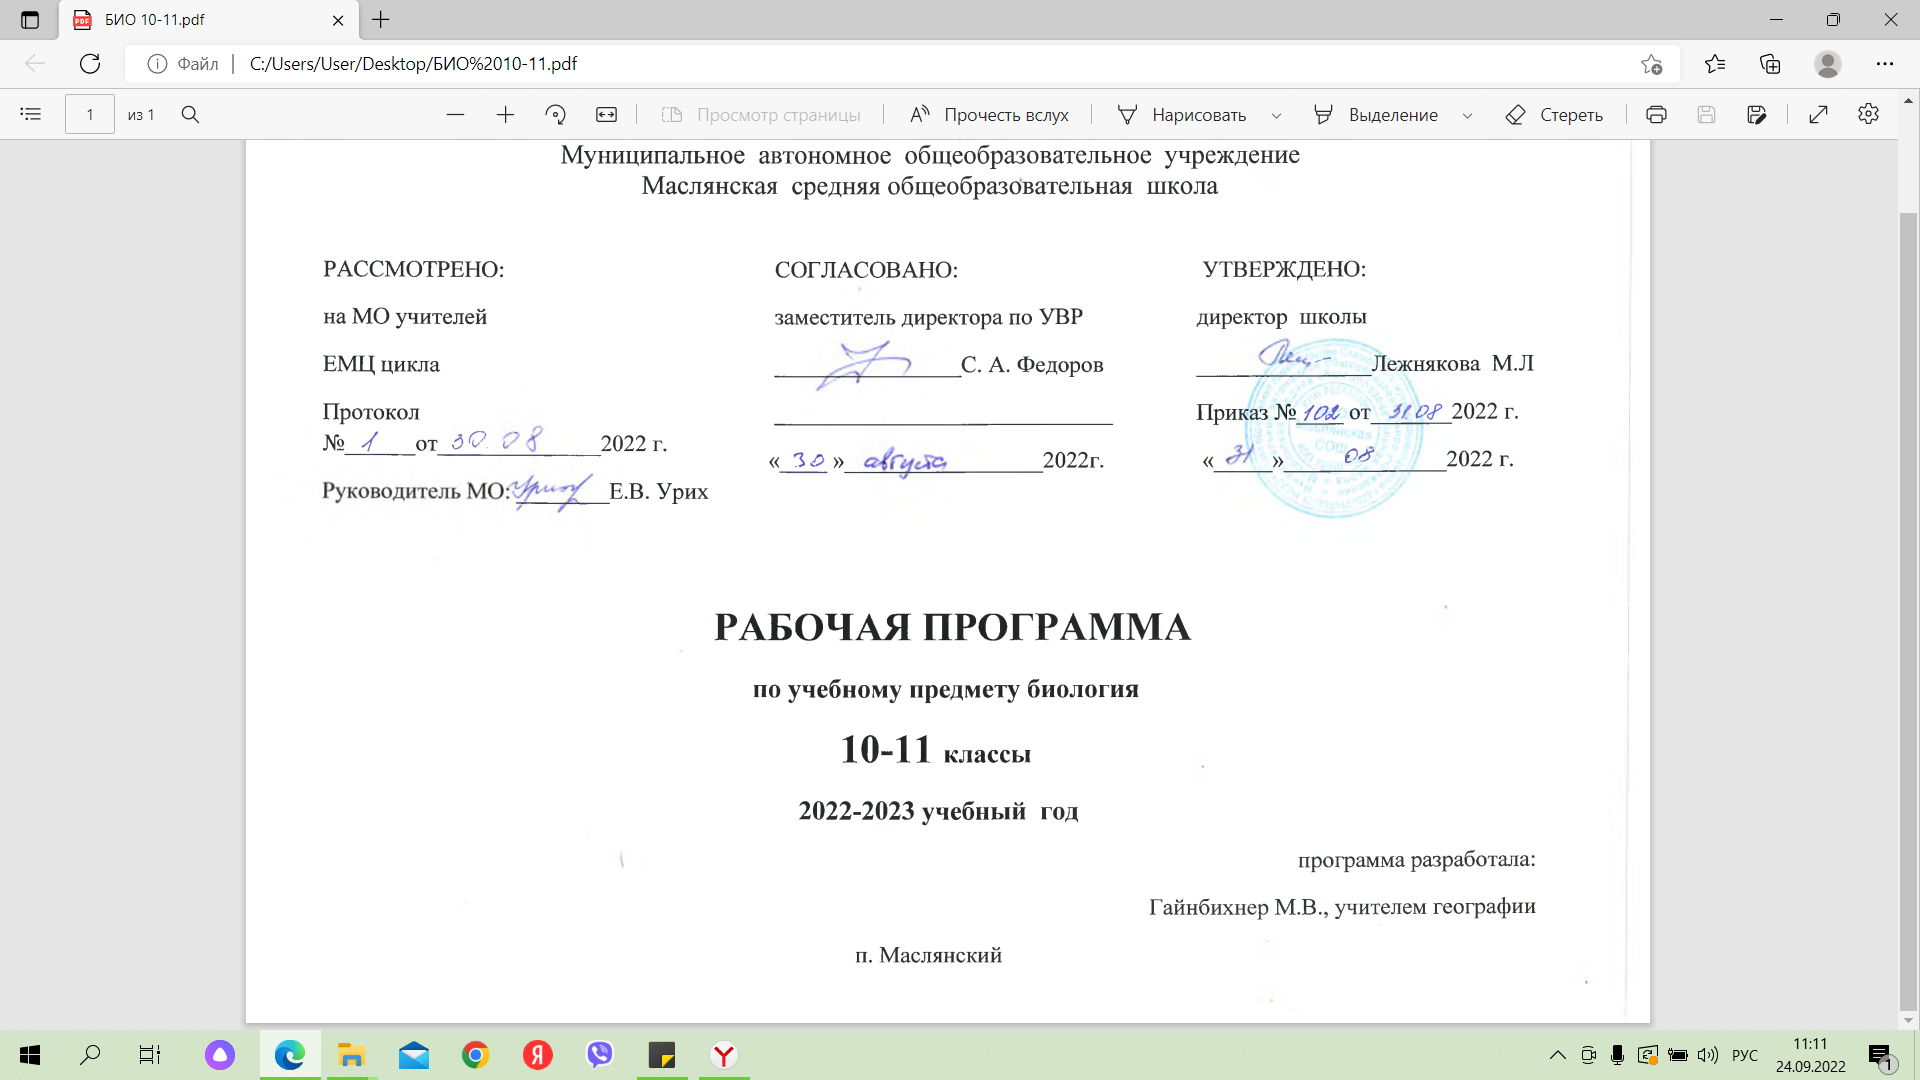 БИО 10-11.pdf
Файл C:/Users/User/Desktop/БИО%2010-11.pdf
1 из 1 Просмотр страницы Прочесть вслух Нарисовать Выделение Стереть
Муниципальное автономное общеобразовательное учреждение
Маслянская средняя общеобразовательная школа
РАССМОТРЕНО:
на МО учителей
ЕМЦ цикла
Протокол
№ 1 от 30.08 2022 г.
Руководитель МО: Е.В. Урих
СОГЛАСОВАНО:
заместитель директора по УВР
С. А. Федоров
« 30 » августа 2022г.
УТВЕРЖДЕНО:
директор школы
Лежнякова М.Л
Приказ № 102 от 31.08 2022 г.
« 31 » 08 2022 г.
РАБОЧАЯ ПРОГРАММА
по учебному предмету биология
10-11 классы
2022-2023 учебный год
программа разработала:
Гайнбихнер М.В., учителем географии
п. Маслянский
РУС
11:11
24.09.2022
1